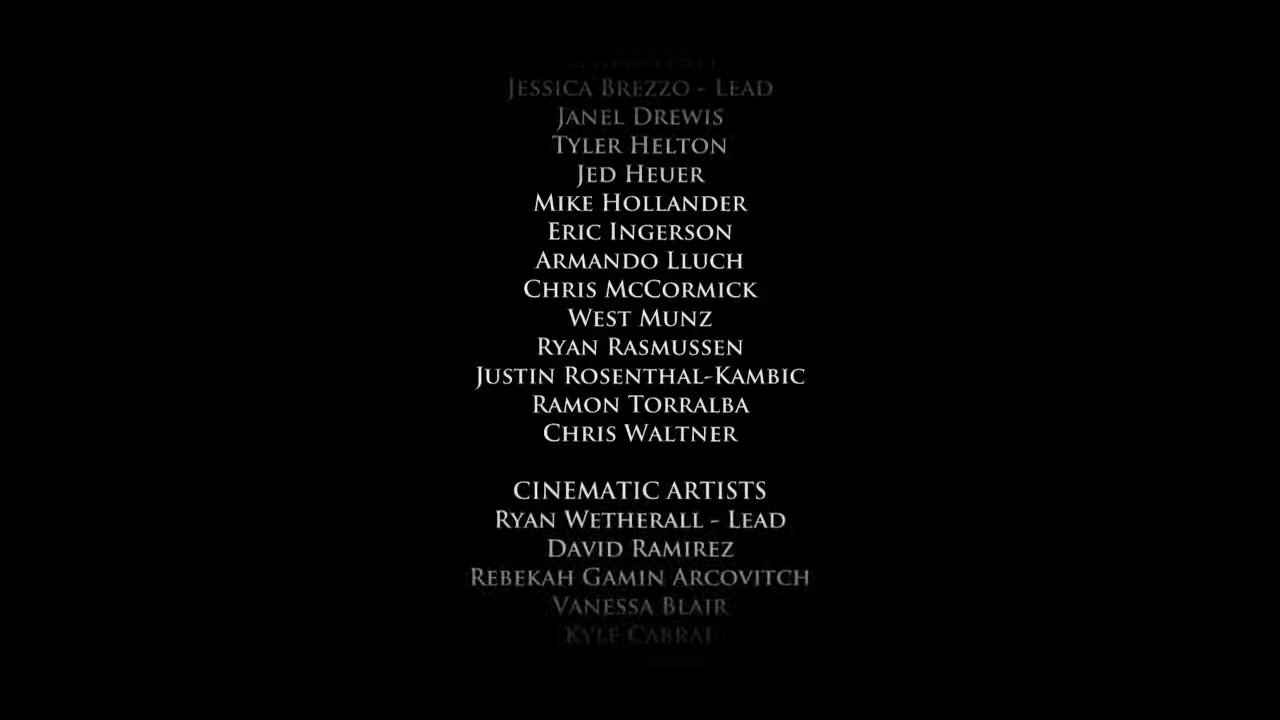 JESSICA BREZZO - LEAD
JANEL DREWIS
TYLER HELTON
JED HEUER
MIKE HOLLANDER
ERIC INGERSON
ARMANDO LLUCH
CHRIS MCCORMICK
WEST MUNZ
RYAN RASMUSSEN
JUSTIN ROSENTHAL-KAMBIC
RAMON TORRALBA
CHRIS WALTNER
CINEMATIC ARTISTS
RYAN WETHERALL - LEAD
DAVID RAMIREZ
REBEKAH GAMIN ARCOVITCH
VANESSA BLAIR
KYLE CABRAL